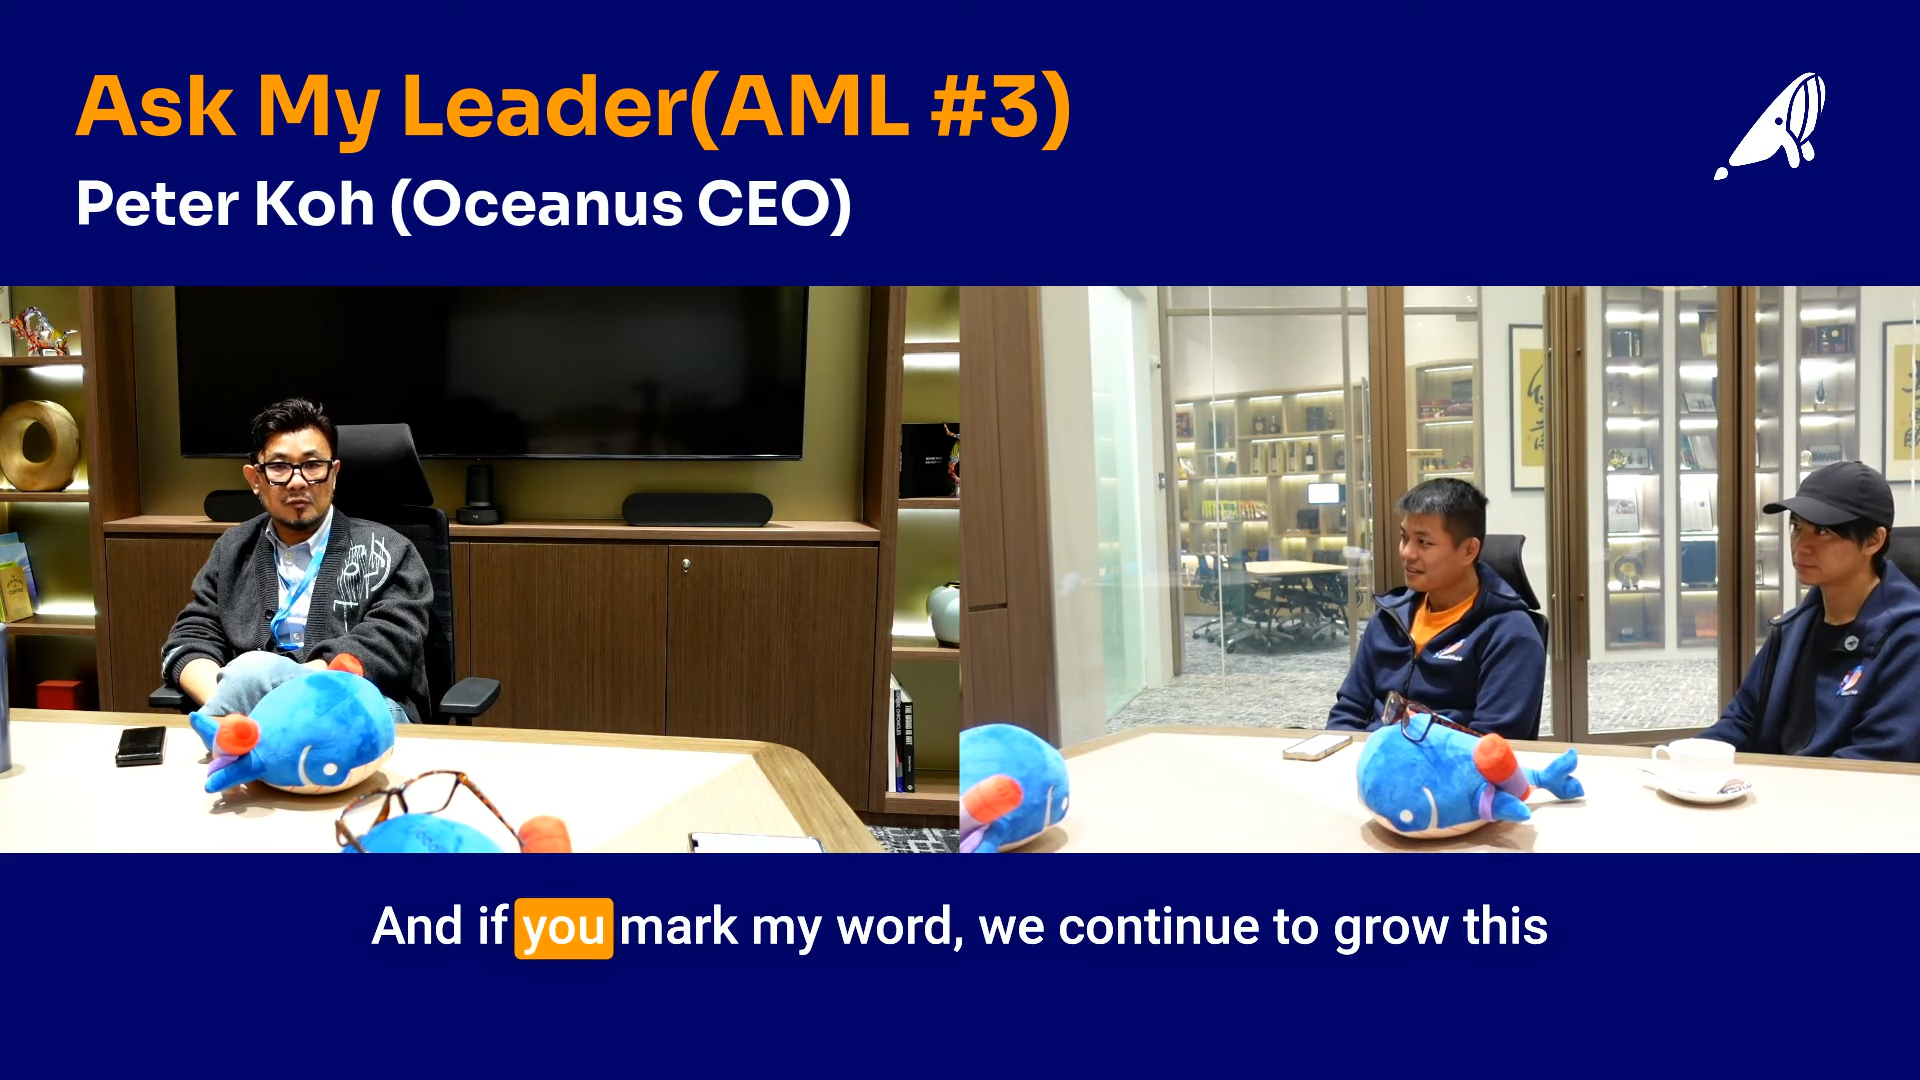 Ask My Leader(AML #3)
Peter Koh (Oceanus CEO)
And if you mark my word, we continue to grow this